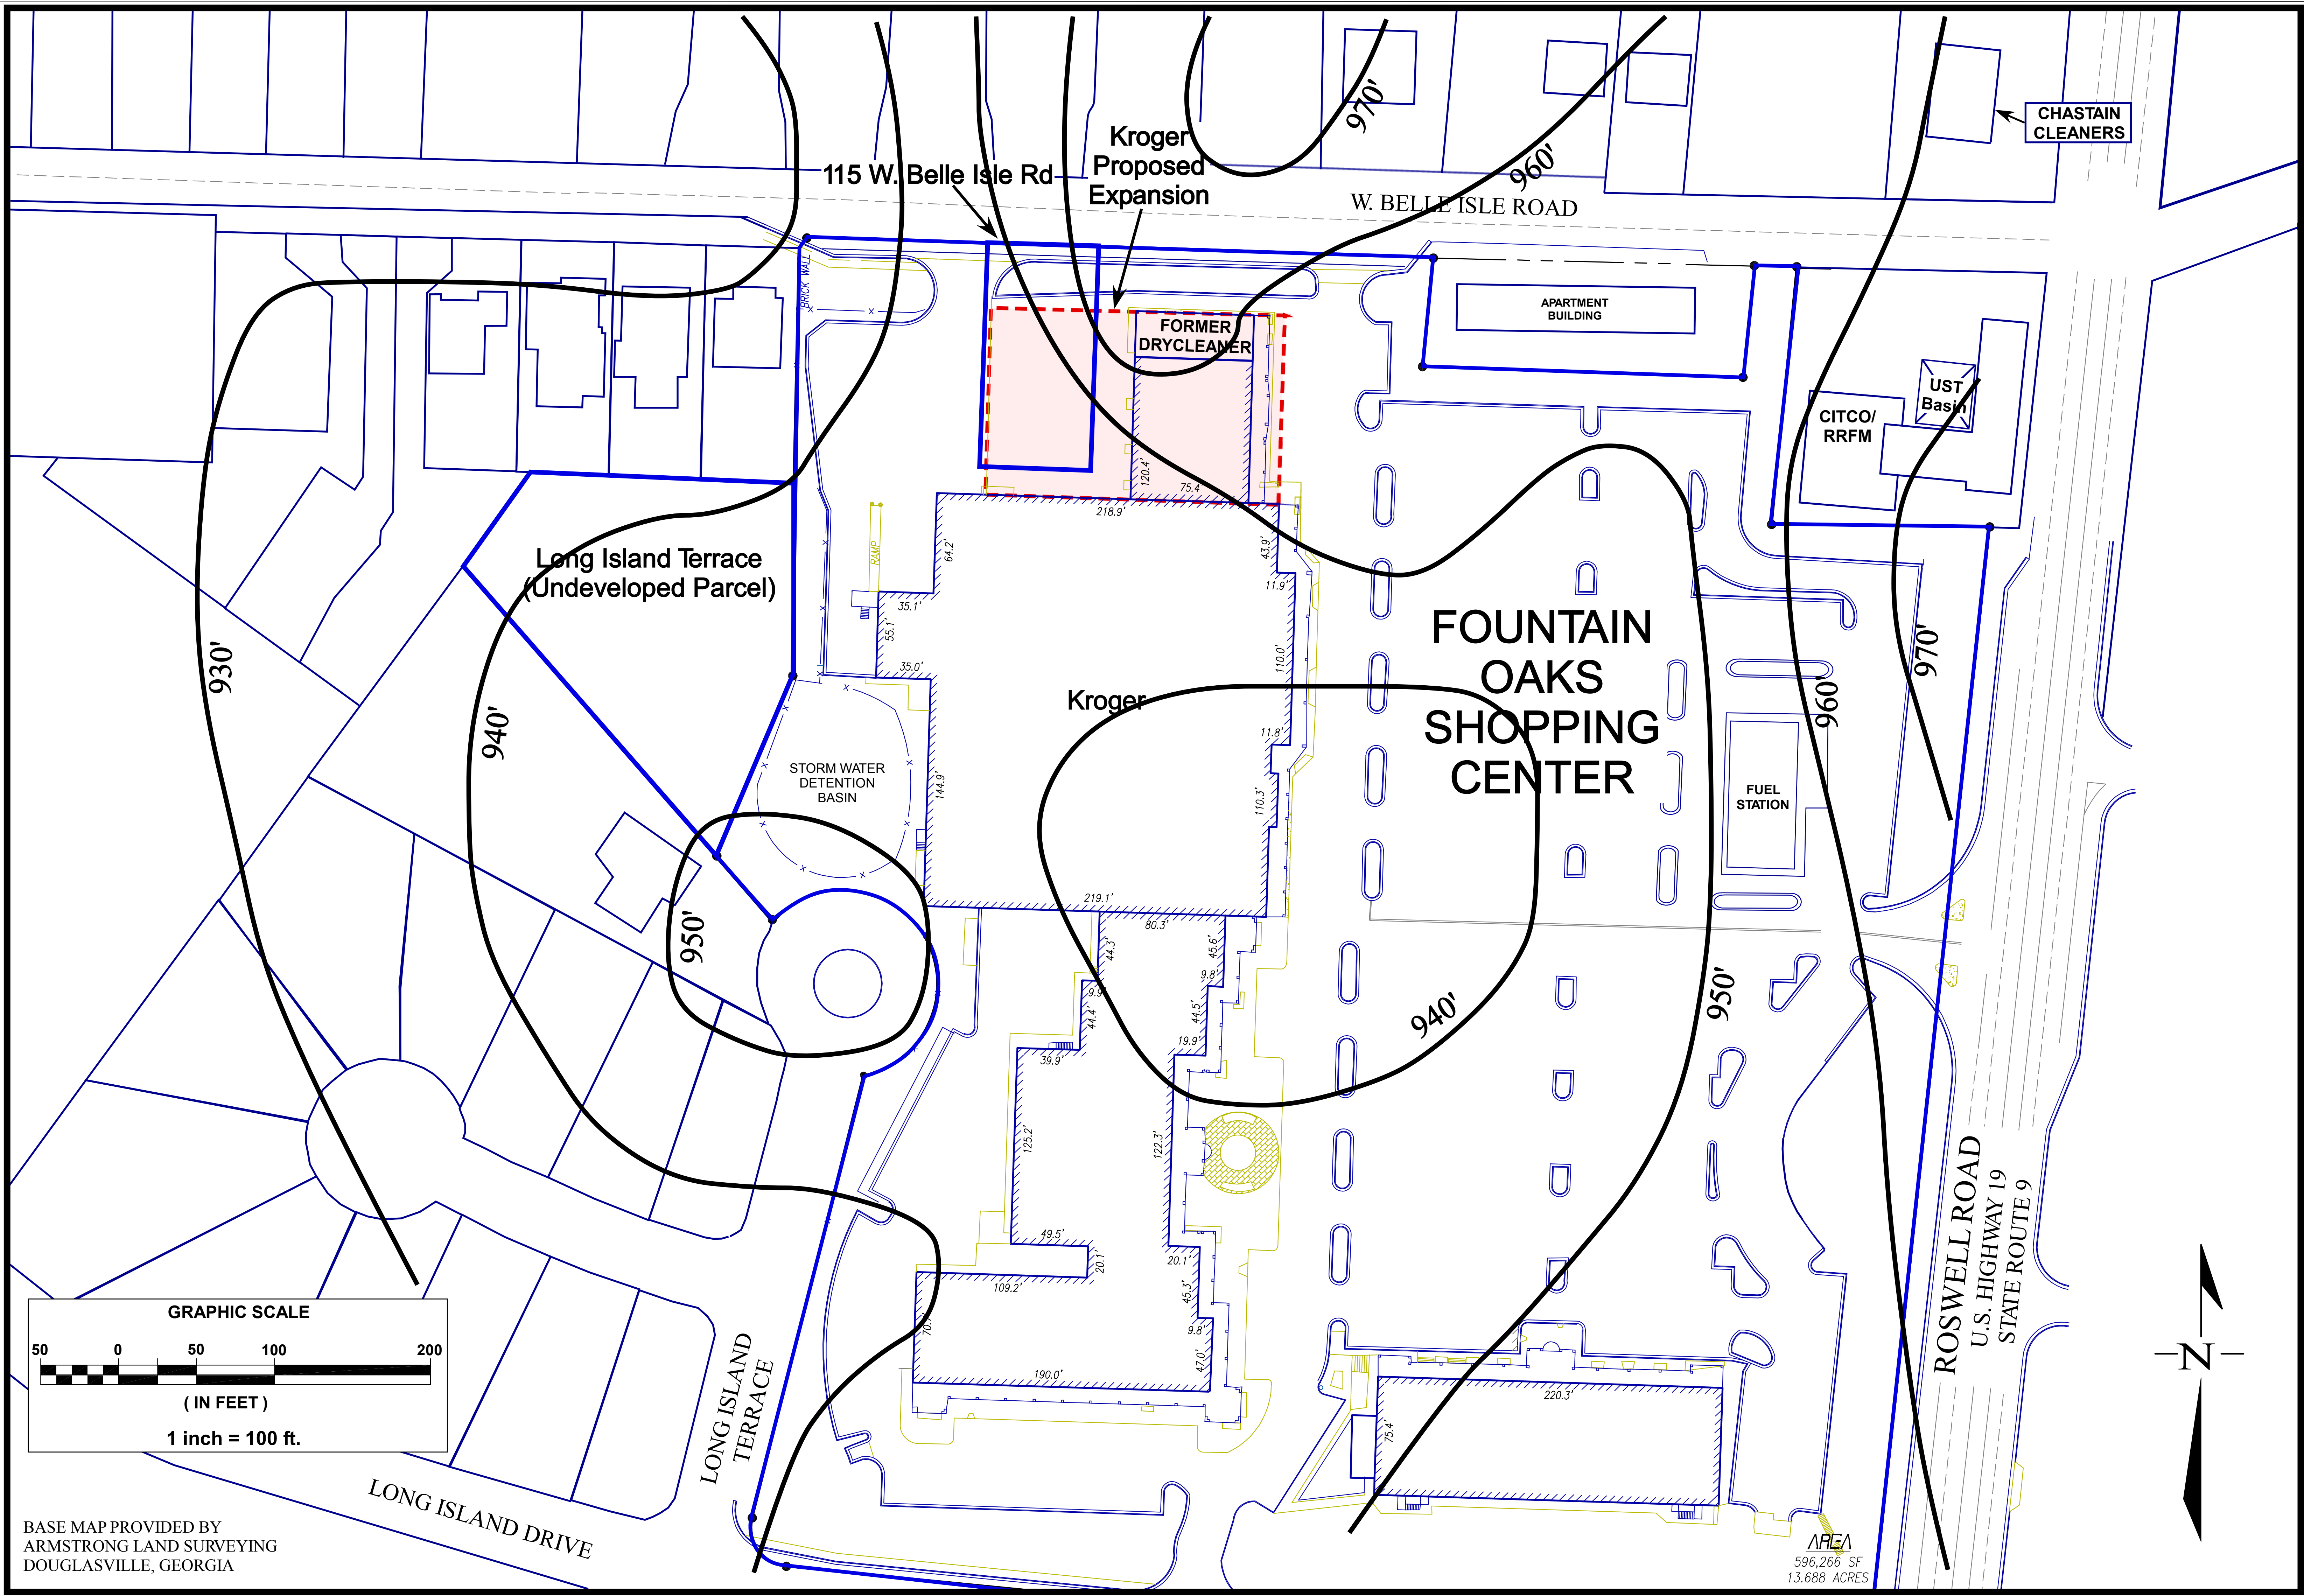 970'
CHASTAIN
CLEANERS
Kroger
Proposed
Expansion
115 W. Belle Isle Rd
960'
W. BELLE ISLE ROAD
BRICK WALL
FORMER
DRYCLEANER
APARTMENT
BUILDING
UST
Basin
CITCO/
RRFM
120.4'
75.4'
218.9'
RAMP
64.2'
43.9'
Long Island Terrace
(Undeveloped Parcel)
35.1'
11.9'
55.1'
35.0'
110.0'
FOUNTAIN
OAKS
SHOPPING
CENTER
930'
940'
970'
960'
Kroger
11.8'
STORM WATER
DETENTION
BASIN
144.9'
110.3'
FUEL
STATION
219.1'
80.3'
950'
44.3'
45.6'
9.8'
9.9'
44.4'
44.5'
940'
950'
19.9'
39.9'
125.2'
122.3'
49.5'
20.1'
20.1'
109.2'
45.3'
70.7'
9.8'
47.0'
190.0'
220.3'
75.4'
ROSWELL ROAD
U.S. HIGHWAY 19
STATE ROUTE 9
N
GRAPHIC SCALE
50 0 50 100 200
( IN FEET )
1 inch = 100 ft.
LONG ISLAND
TERRACE
LONG ISLAND DRIVE
BASE MAP PROVIDED BY
ARMSTRONG LAND SURVEYING
DOUGLASVILLE, GEORGIA
AREA
596,266 SF
13.688 ACRES